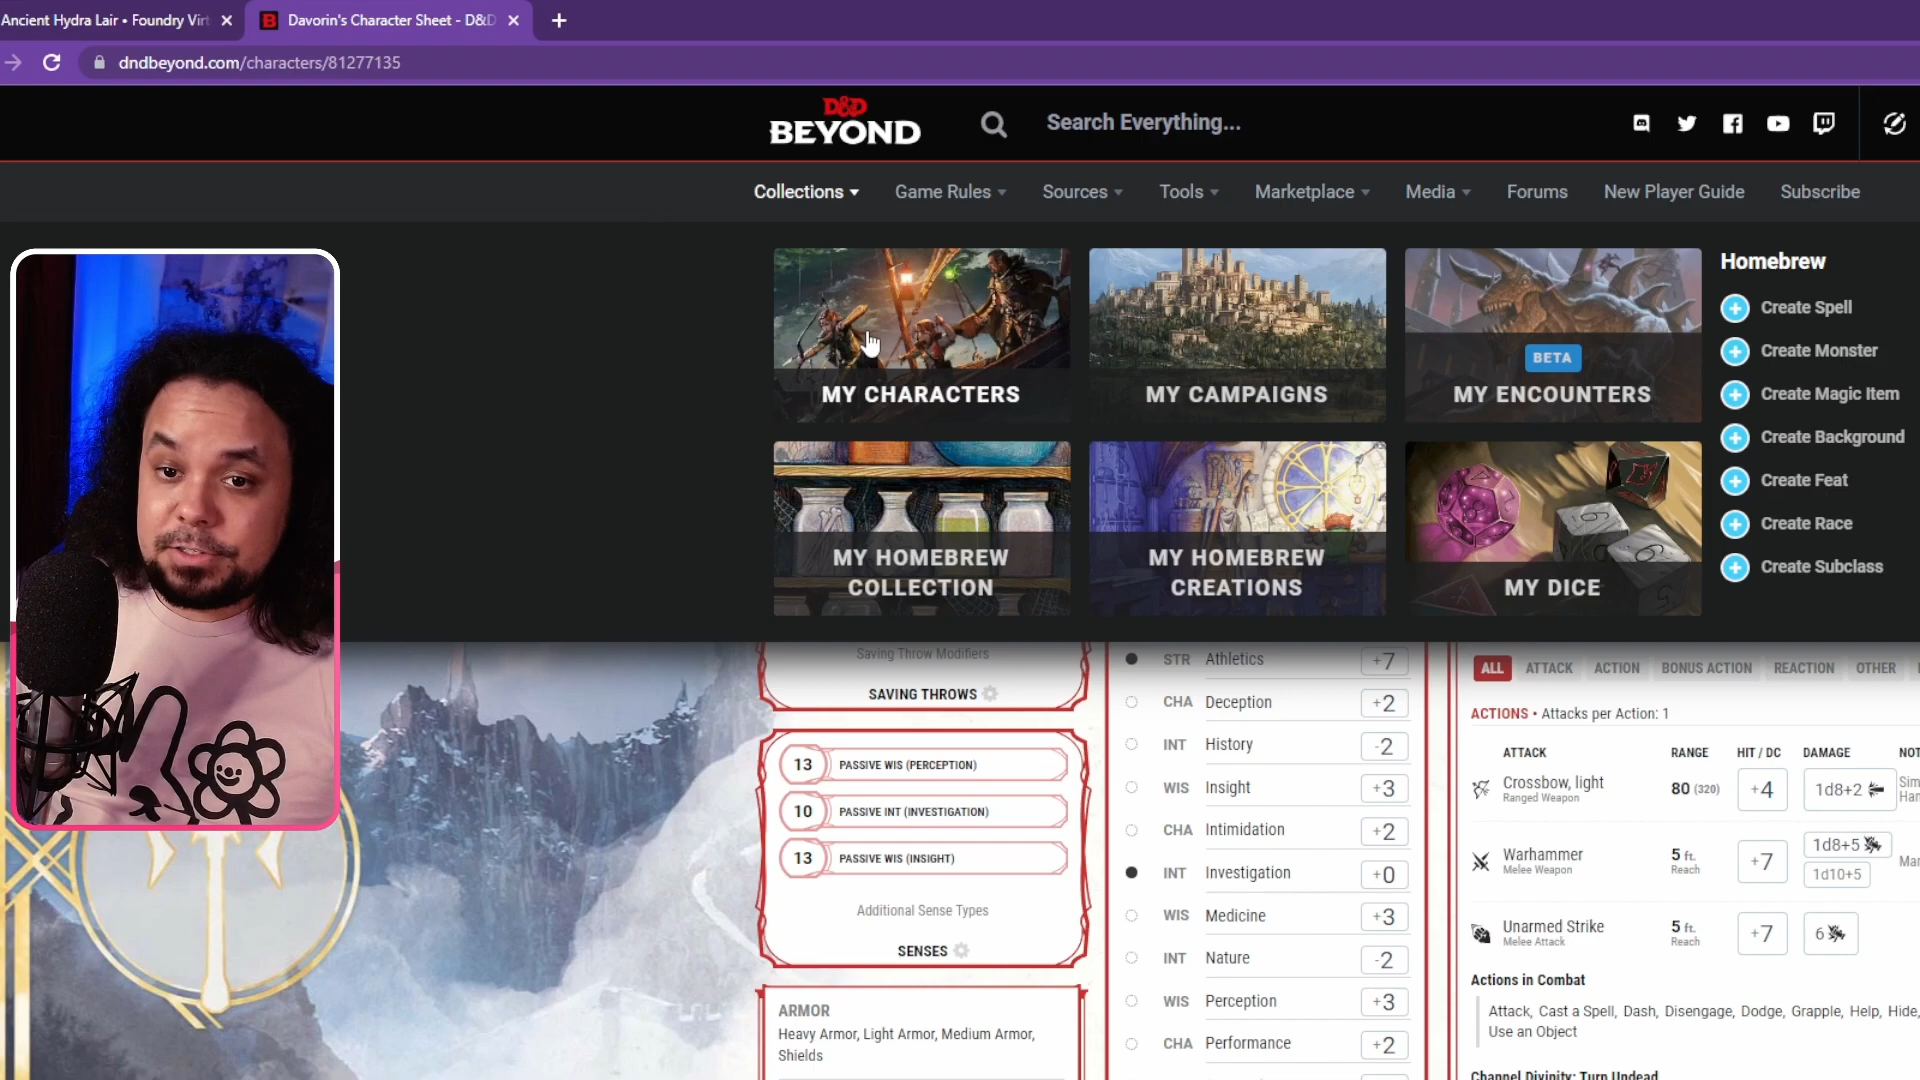 Ancient Hydra Lair • Foundry Virt
Davorin's Character Sheet - D&D
dndbeyond.com/characters/81277135
D&D
BEYOND
Search Everything...
Collections
Game Rules
Sources
Tools
Marketplace
Media
Forums
New Player Guide
Subscribe
MY CHARACTERS
MY CAMPAIGNS
BETA
MY ENCOUNTERS
MY HOMEBREW
COLLECTION
MY HOMEBREW
CREATIONS
MY DICE
Homebrew
Create Spell
Create Monster
Create Magic Item
Create Background
Create Feat
Create Race
Create Subclass
Saving Throw Modifiers
SAVING THROWS
13 PASSIVE WIS (PERCEPTION)
10 PASSIVE INT (INVESTIGATION)
13 PASSIVE WIS (INSIGHT)
Additional Sense Types
SENSES
ARMOR
Heavy Armor, Light Armor, Medium Armor,
Shields
STR Athletics +7
CHA Deception +2
INT History -2
WIS Insight +3
CHA Intimidation +2
INT Investigation +0
WIS Medicine +3
INT Nature -2
WIS Perception +3
CHA Performance +2
ALL ATTACK ACTION BONUS ACTION REACTION OTHER
ACTIONS • Attacks per Action: 1
ATTACK RANGE HIT / DC DAMAGE NOT
Crossbow, light 80 (320) +4 1d8+2 Sim
Ranged Weapon Han
Warhammer 5 ft. +7 1d8+5 Mar
Melee Weapon Reach 1d10+5
Unarmed Strike 5 ft. +7 6
Melee Attack Reach
Actions in Combat
Attack, Cast a Spell, Dash, Disengage, Dodge, Grapple, Help, Hide,
Use an Object
Channel Divinity: Turn Undead